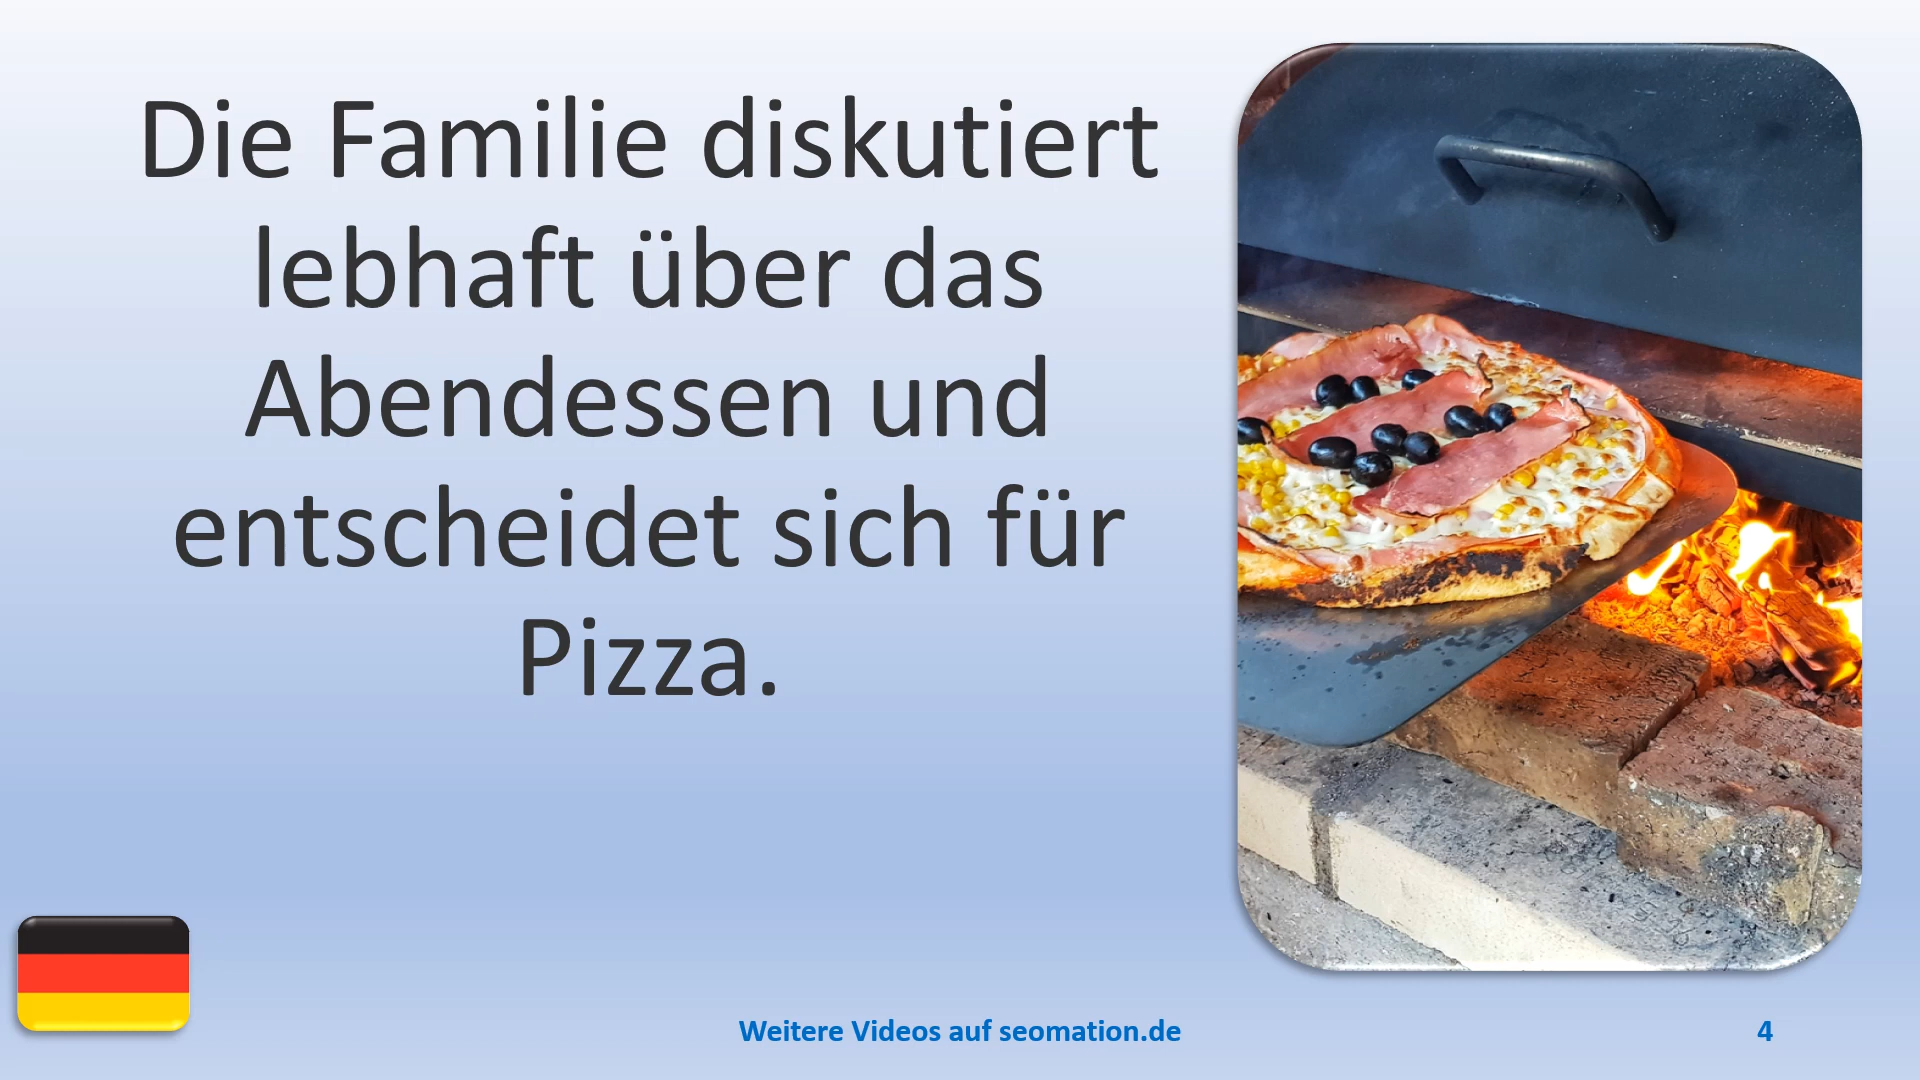 Die Familie diskutiert
lebhaft über das
Abendessen und
entscheidet sich für
Pizza.
Weitere Videos auf seomation.de
4